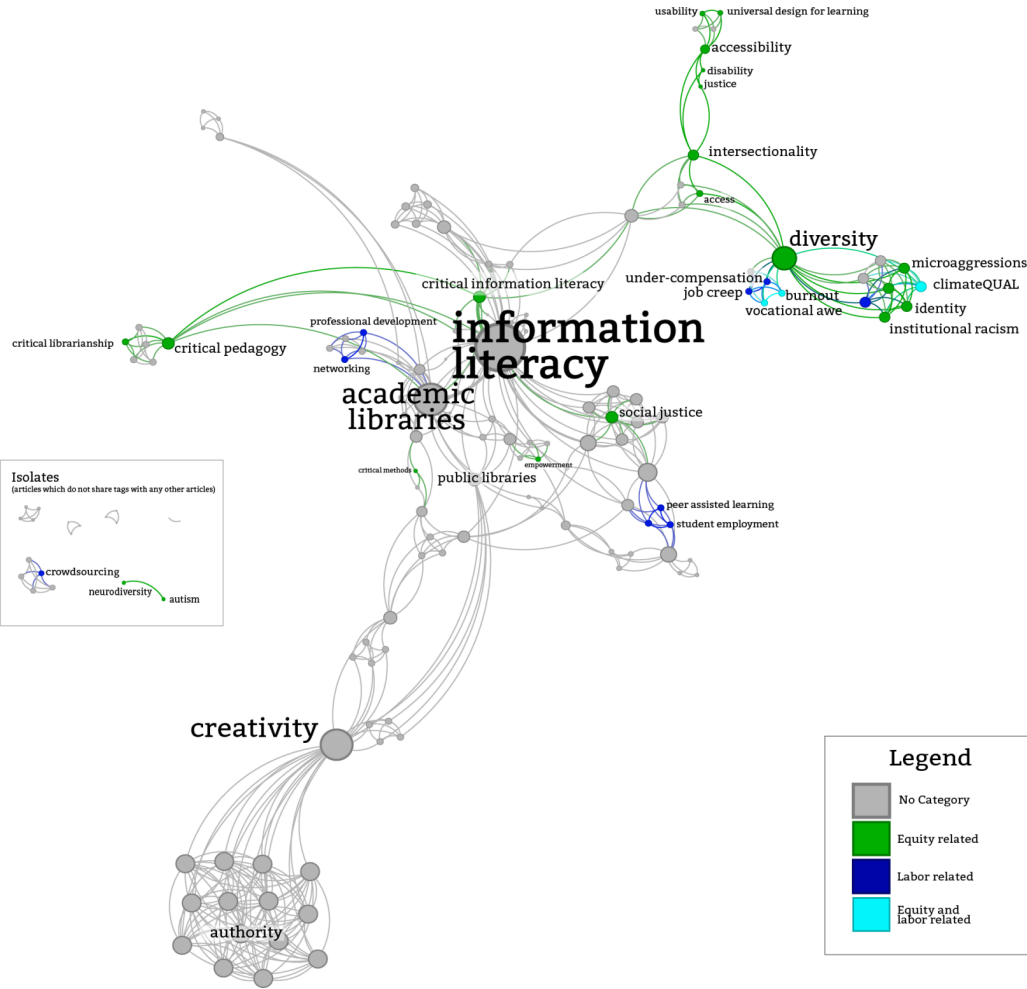 usability
universal design for learning
accessibility
disability
justice
intersectionality
access
diversity
microaggressions
under-compensation
climateQUAL
job creep
burnout
vocational awe
identity
institutional racism
critical information literacy
professional development
information
literacy
critical librarianship
critical pedagogy
networking
academic
libraries
social justice
critical methods
empowerment
public libraries
peer assisted learning
student employment
Isolates
(articles which do not share tags with any other articles)
crowdsourcing
neurodiversity
autism
creativity
authority
Legend
No Category
Equity related
Labor related
Equity and
labor related